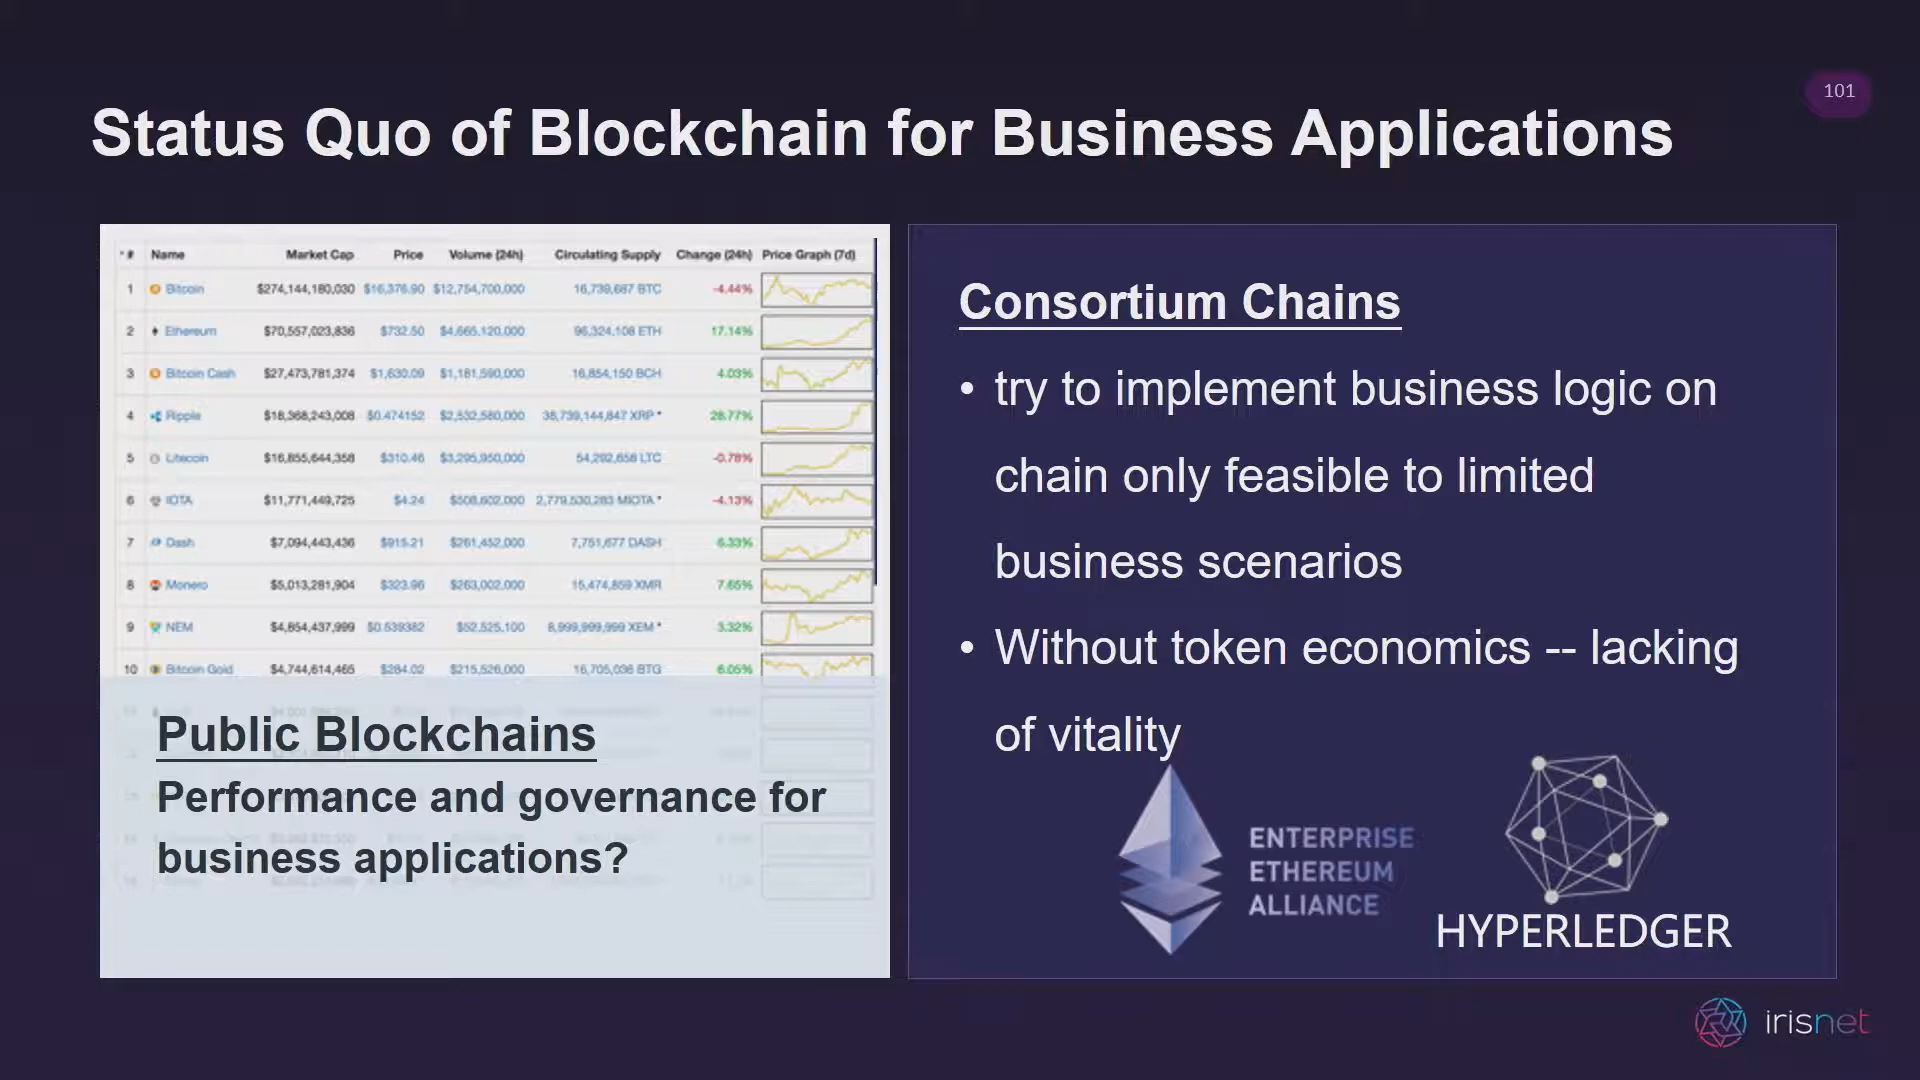 101
Status Quo of Blockchain for Business Applications
# Name Market Cap Price Volume (24h) Circulating Supply Change (24h) Price Graph (7d)
1 Bitcoin $274,144,180,030 $16,376.90 $12,754,700,000 16,739,687 BTC -4.44%
2 Ethereum $70,557,023,836 $732.50 $4,665,120,000 96,324,108 ETH 17.14%
3 Bitcoin Cash $27,473,781,374 $1,630.09 $1,181,590,000 16,854,150 BCH 4.03%
4 Ripple $18,368,243,008 $0.474152 $2,532,580,000 38,739,144,847 XRP * 28.77%
5 Litecoin $16,855,644,358 $310.46 $3,295,950,000 54,292,658 LTC -0.78%
6 IOTA $11,771,449,725 $4.24 $508,602,000 2,779,530,283 MIOTA * -4.13%
7 Dash $7,094,443,436 $915.21 $261,452,000 7,751,677 DASH 6.33%
8 Monero $5,013,281,904 $323.96 $263,002,000 15,474,859 XMR 7.65%
9 NEM $4,854,437,999 $0.539382 $52,525,100 8,999,999,999 XEM * 3.32%
10 Bitcoin Gold $4,744,614,465 $284.02 $215,526,000 16,705,036 BTG 6.05%
Public Blockchains
Performance and governance for
business applications?
Consortium Chains
• try to implement business logic on
chain only feasible to limited
business scenarios
• Without token economics -- lacking
of vitality
ENTERPRISE
ETHEREUM
ALLIANCE
HYPERLEDGER
irisnet